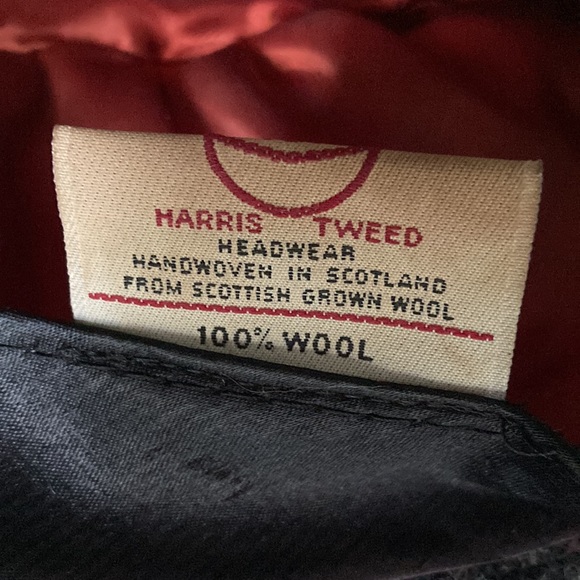 HARRIS TWEED
HEADWEAR
HANDWOVEN IN SCOTLAND
FROM SCOTTISH GROWN WOOL
100% WOOL